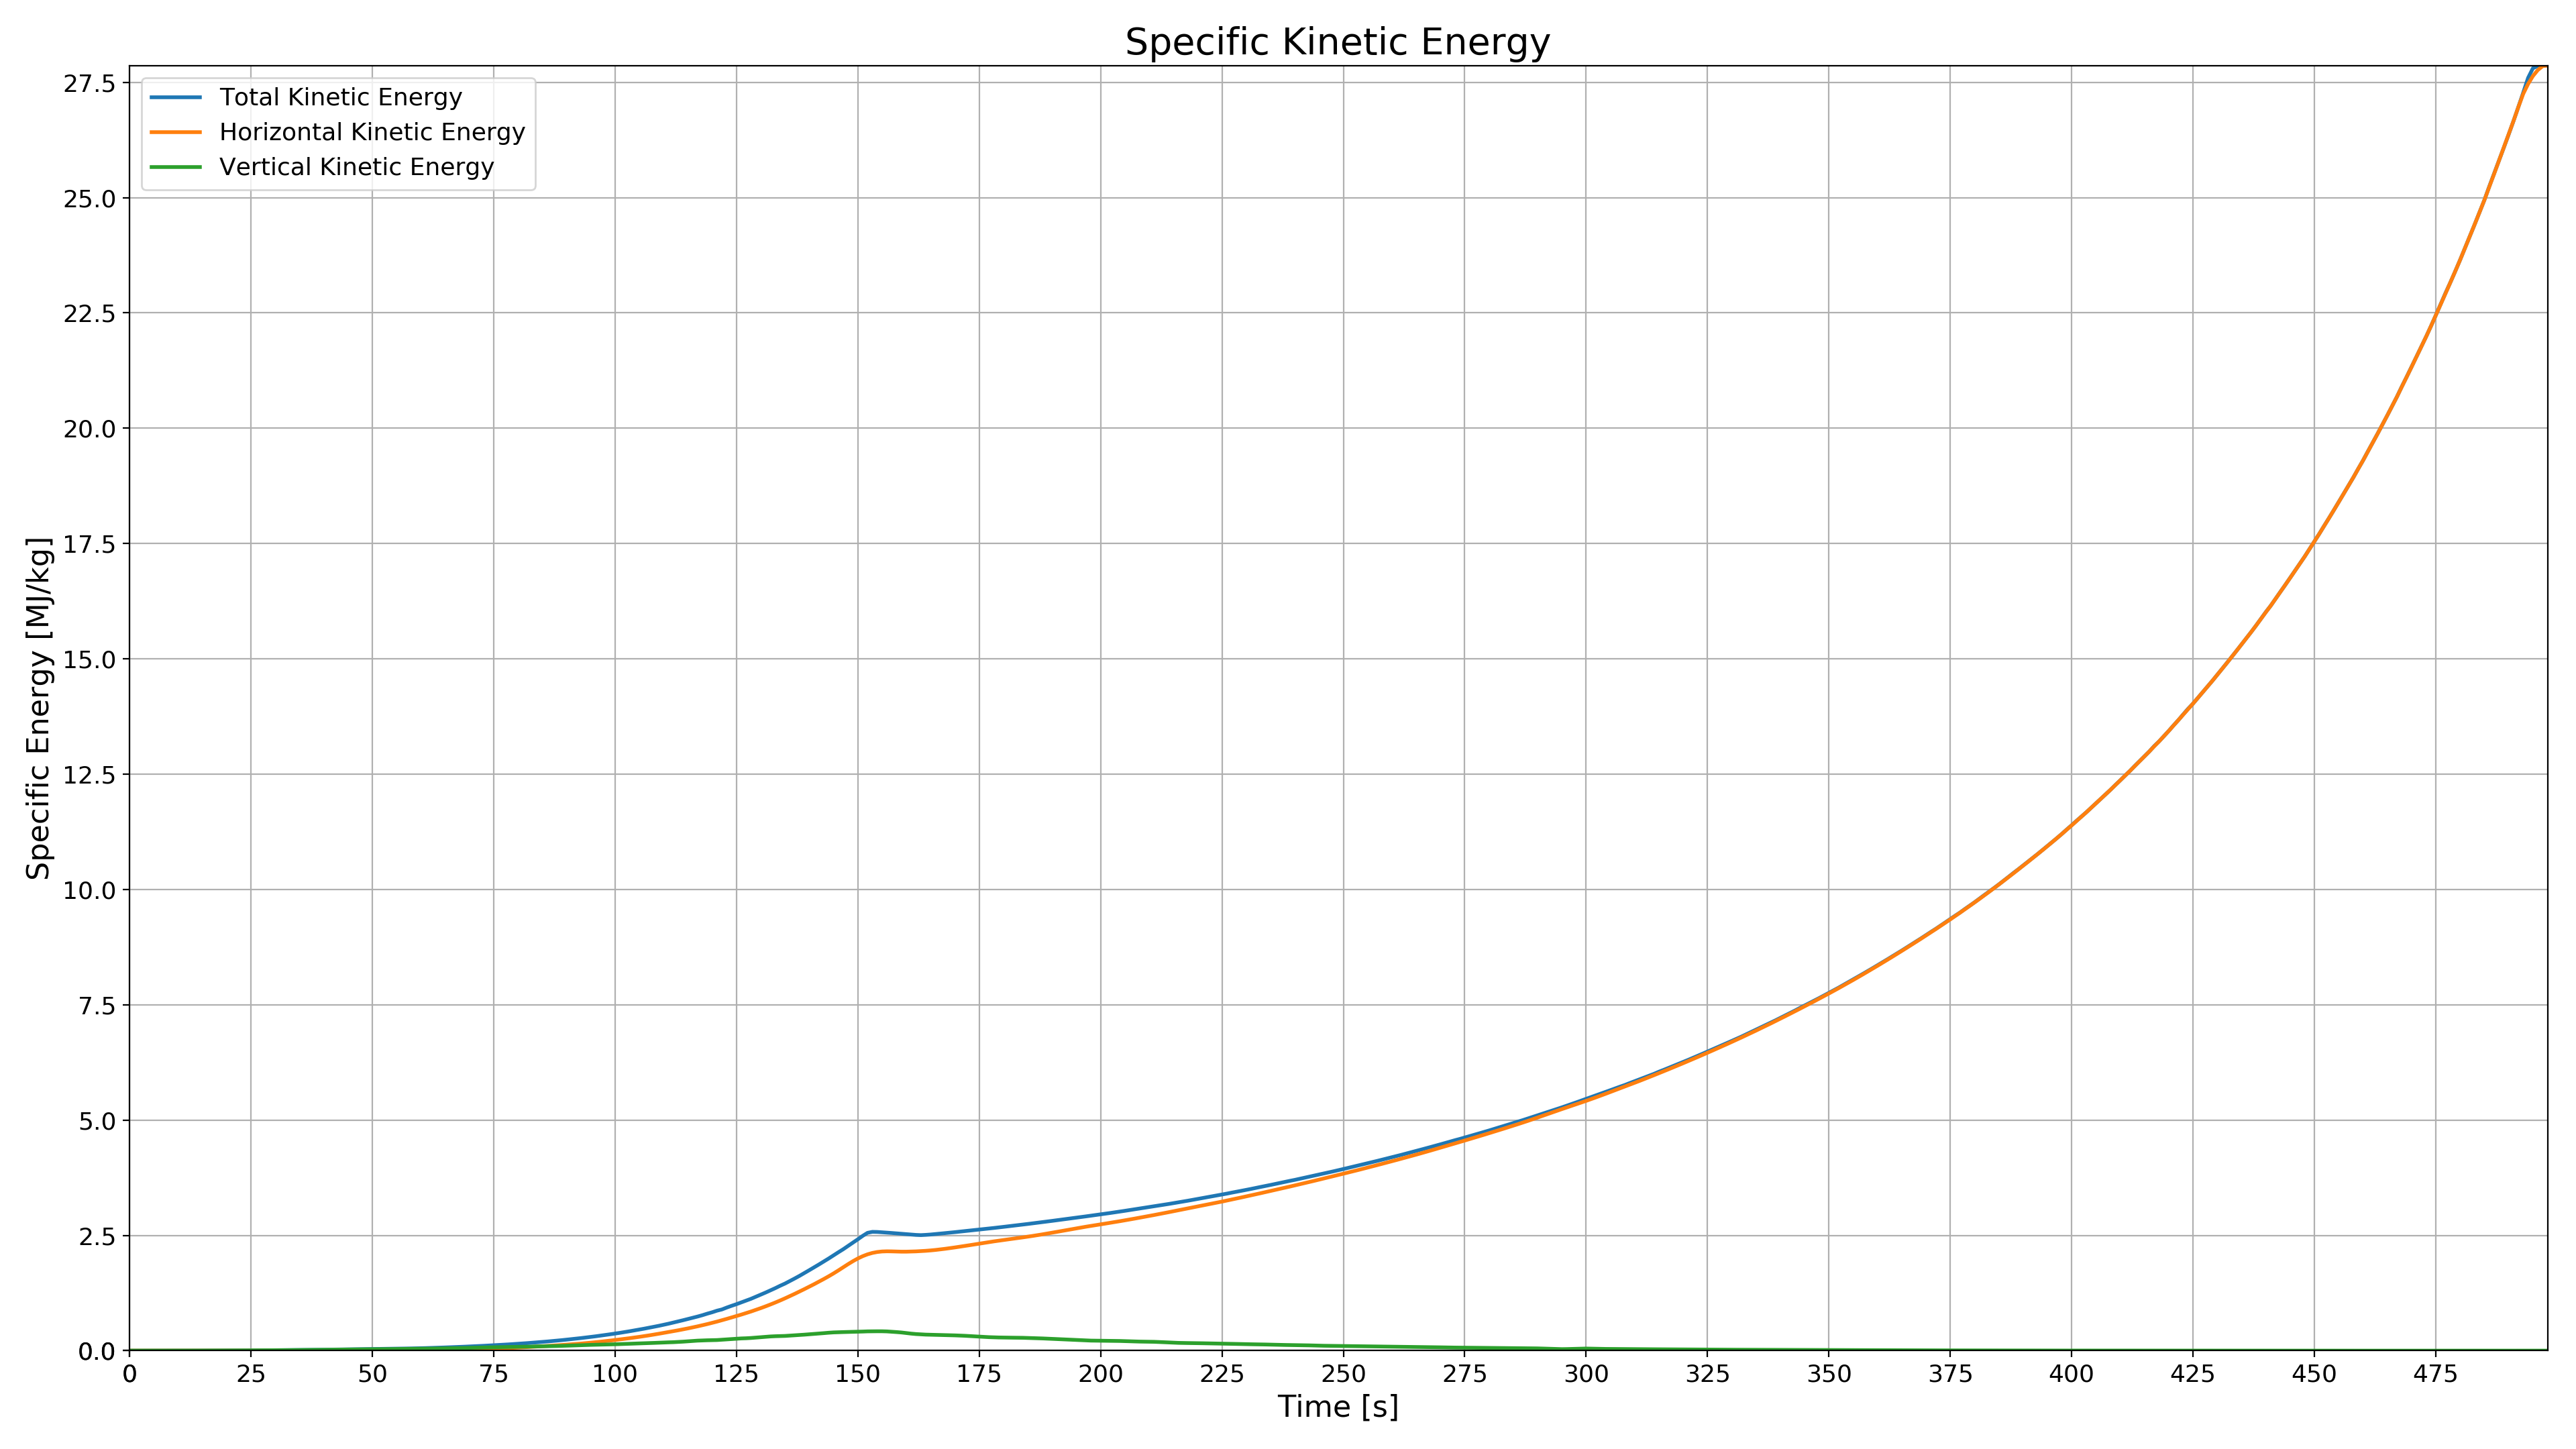 Specific Kinetic Energy
Total Kinetic Energy
Horizontal Kinetic Energy
Vertical Kinetic Energy
Specific Energy [MJ/kg]
27.5
25.0
22.5
20.0
17.5
15.0
12.5
10.0
7.5
5.0
2.5
0.0
0 25 50 75 100 125 150 175 200 225 250 275 300 325 350 375 400 425 450 475
Time [s]